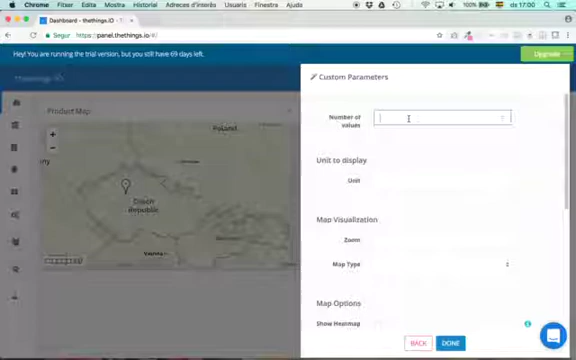 Chrome Arxiu Edita Mostra Historial Adreces d'interès Usuaris Finestra Ajuda
100%
ds 17:00
Dashboard - thethings.iO
Segur https://panel.thethings.io/#/
Hey! You are running the trial version, but you still have 69 days left.
Upgrade
Custom Parameters
Product Map
Number of values
Poland
Unit to display
Unit
Czech Republic
Map Visualization
Zoom
Vienna
Map Type
Map Options
Show Heatmap
BACK DONE